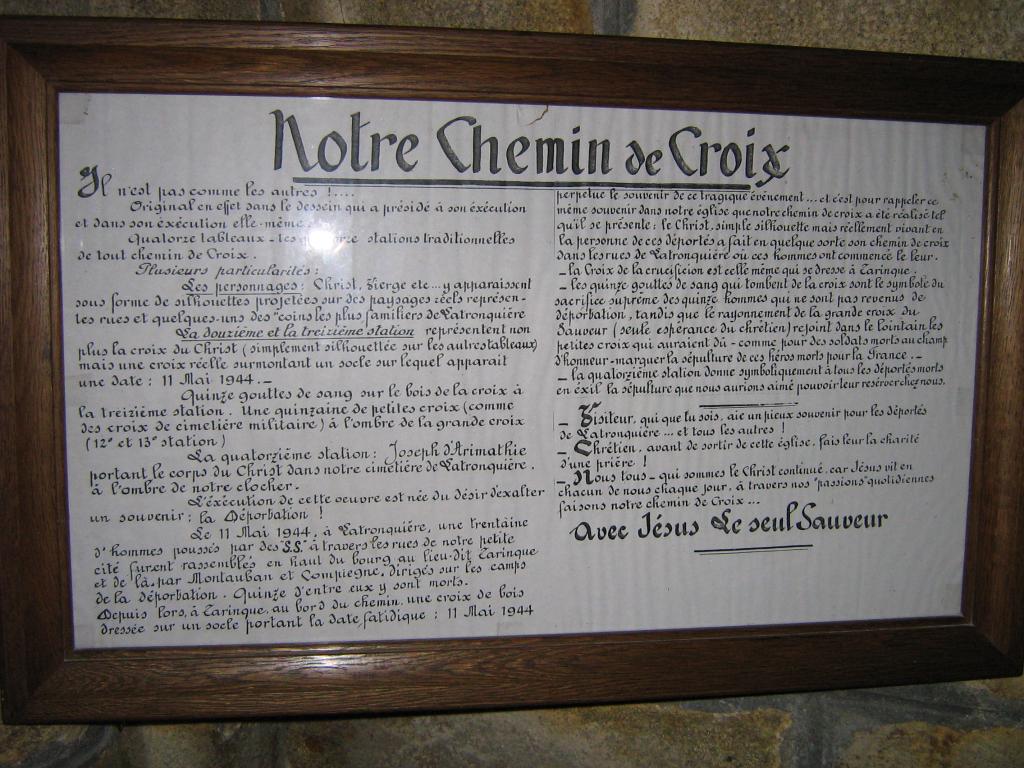 Notre Chemin de Croix
Il n'est pas comme les autres !....
Original en effet dans le dessein qui a présidé à son éxécution
et dans son éxécution elle-même.
Quatorze tableaux - les stations traditionnelles
de tout chemin de Croix.
Plusieurs particularités :
Les personnages : Christ, Vierge etc... y apparaissent
sous forme de silhouettes projetées sur des paysages réels représen-
tes rues et quelques-uns des "coins les plus familiers de Latronquière
La douzième et la treizième station représentent non
plus la croix du Christ (simplement silhouettée sur les autres tableaux)
mais une croix réelle surmontant un socle sur lequel apparait
une date : 11 Mai 1944. _
Quinze gouttes de sang sur le bois de la croix à
la treizième station. Une quinzaine de petites croix (comme
des croix de cimetière militaire) à l'ombre de la grande croix
(12e et 13e station)
La quatorzième station : Joseph d'Arimathie
portant le corps du Christ dans notre cimetière de Latronquière.
à l'ombre de notre clocher.
L'éxécution de cette oeuvre est née du désir d'exalter
un souvenir : la Déportation !
Le 11 Mai 1944, à Latronquière, une trentaine
d'hommes poussés par des "S.S." à travers les rues de notre petite
cité furent rassemblés en haut du bourg au lieu-dit Laringue
et de là, par Montauban et Compiegne, dirigés sur les camps
de la déportation. Quinze d'entre eux y sont morts.
Depuis lors, à Laringue, au bord du chemin, une croix de bois
dressée sur un socle portant la date fatidique : 11 Mai 1944
perpetue le souvenir de ce tragique événement... et c'est pour rappeler ce
même souvenir dans notre église que notre chemin de croix a été réalisé tel
qu'il se présente : le Christ, simple silhouette mais réellement vivant en
la personne de ces déportés a fait en quelque sorte son chemin de croix
dans les rues de Latronquière où ces hommes ont commencé le leur.
_ la Croix de la crucificion est celle même qui se dresse à Laringue.
_ les quinze gouttes de sang qui tombent de la croix sont le symbole du
sacrifice suprême des quinze hommes qui ne sont pas revenus de
déportation, tandis que le rayonnement de la grande croix du
Sauveur (seule espérance du chrétien) rejoint dans le lointain les
petites croix qui auraient dû - comme pour des soldats morts au champ
d'honneur - marquer la sépulture de ces héros morts pour la France._
_ la quatorzième station donne symboliquement à tous les déportés morts
en éxil la sépulture que nous aurions aimé pouvoir leur réserver chez nous.
_ Visiteur, qui que tu sois, aie un pieux souvenir pour les déportés
de Latronquière ... et tous les autres !
_ Chrétien, avant de sortir de cette église, fais leur la charité
d'une prière !
_ Nous tous - qui sommes le Christ continué, car Jésus vit en
chacun de nous chaque jour, à travers nos "passions" quotidiennes
faisons notre chemin de Croix ...
Avec Jésus Le seul Sauveur